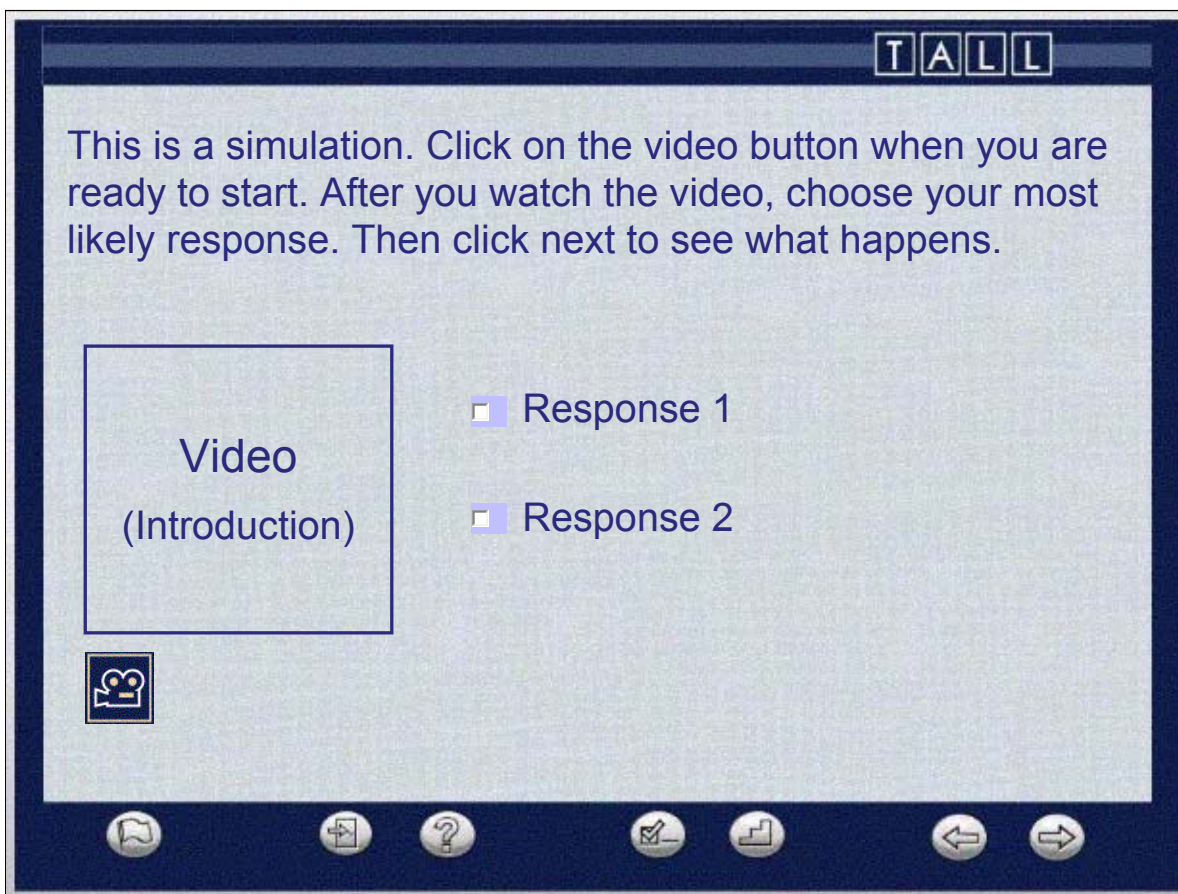 TALL
This is a simulation. Click on the video button when you are
ready to start. After you watch the video, choose your most
likely response. Then click next to see what happens.
Video
(Introduction)
Response 1
Response 2